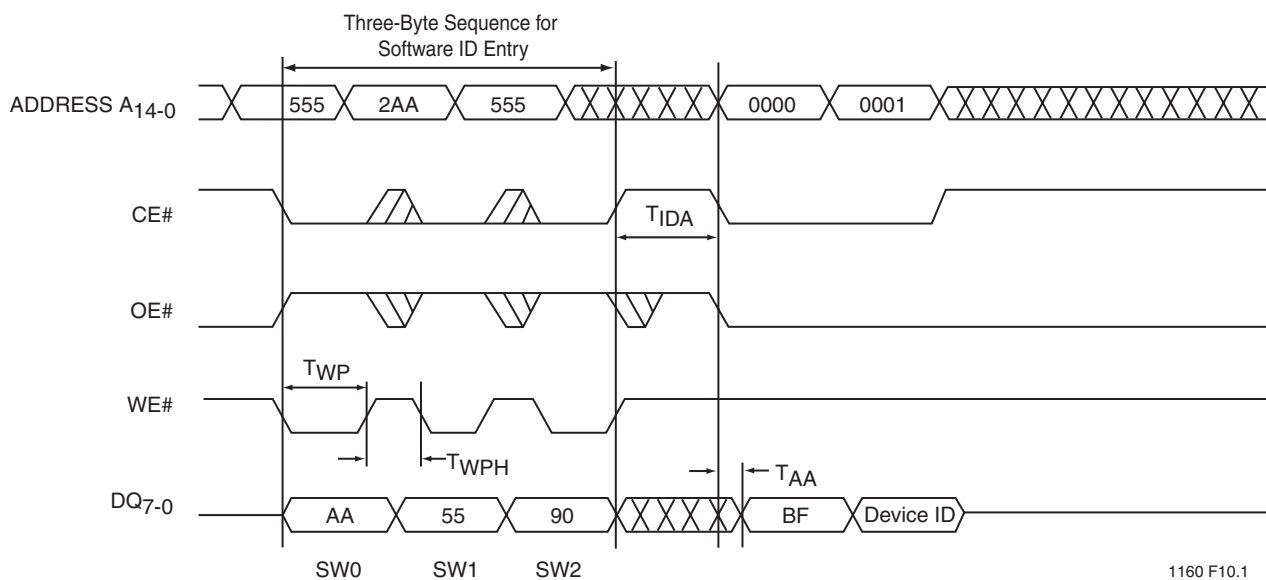 Three-Byte Sequence for
Software ID Entry
ADDRESS A14-0
555
2AA
555
0000
0001
CE#
TIDA
OE#
TWP
WE#
TWPH
TAA
DQ7-0
AA
55
90
BF
Device ID
SW0
SW1
SW2
1160 F10.1